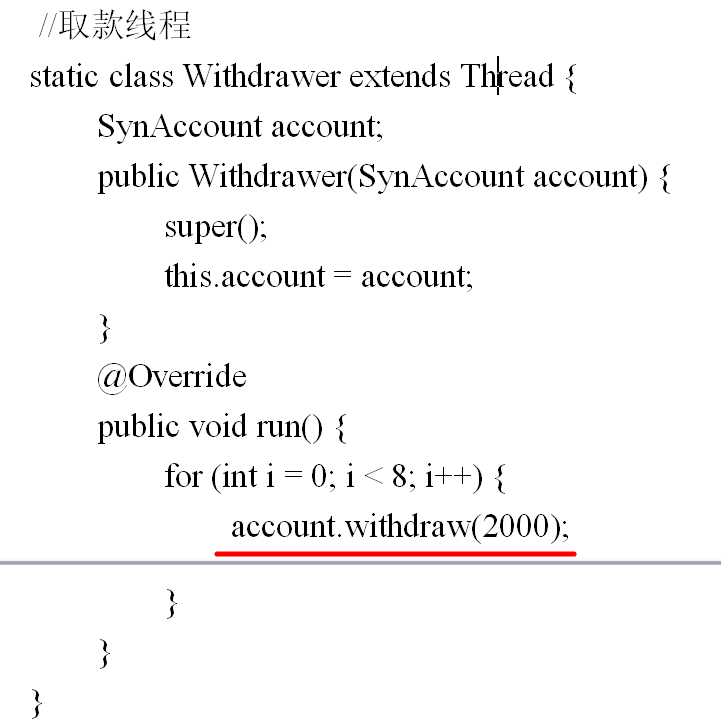 //取款线程
static class Withdrawer extends Thread {
SynAccount account;
public Withdrawer(SynAccount account) {
super();
this.account = account;
}
@Override
public void run() {
for (int i = 0; i < 8; i++) {
account.withdraw(2000);
}
}
}